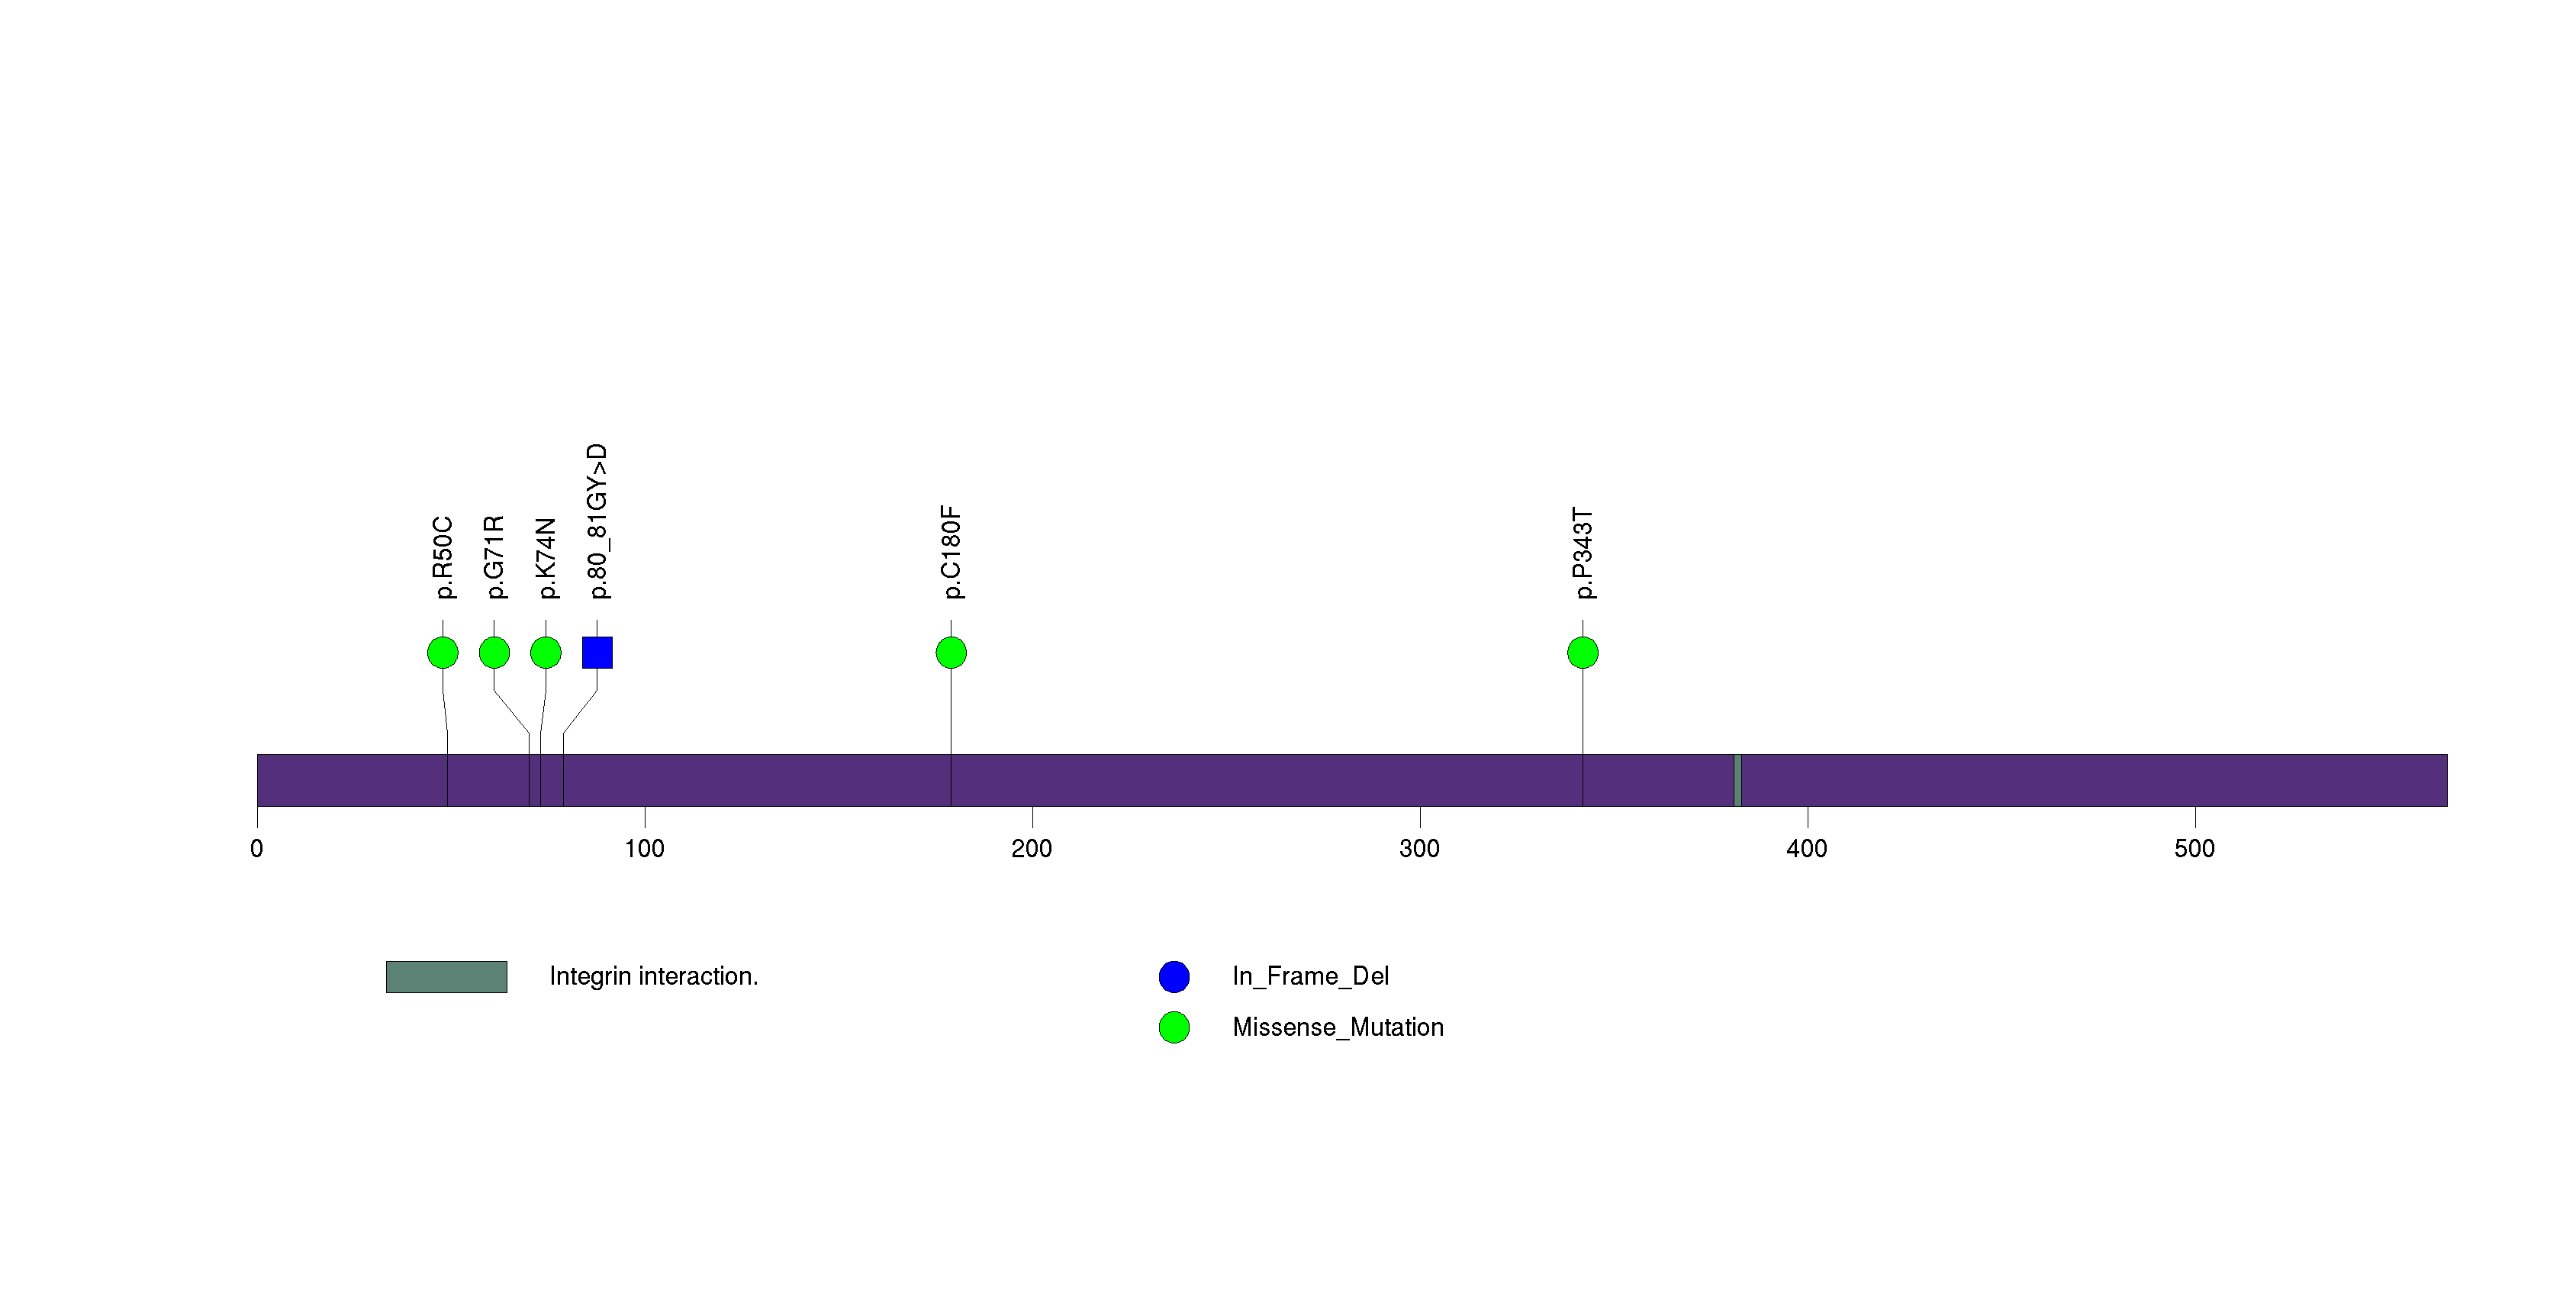 p.R50C
p.G71R
p.K74N
p.80_81GY>D
p.C180F
p.P343T
0 100 200 300 400 500
Integrin interaction.
In_Frame_Del
Missense_Mutation